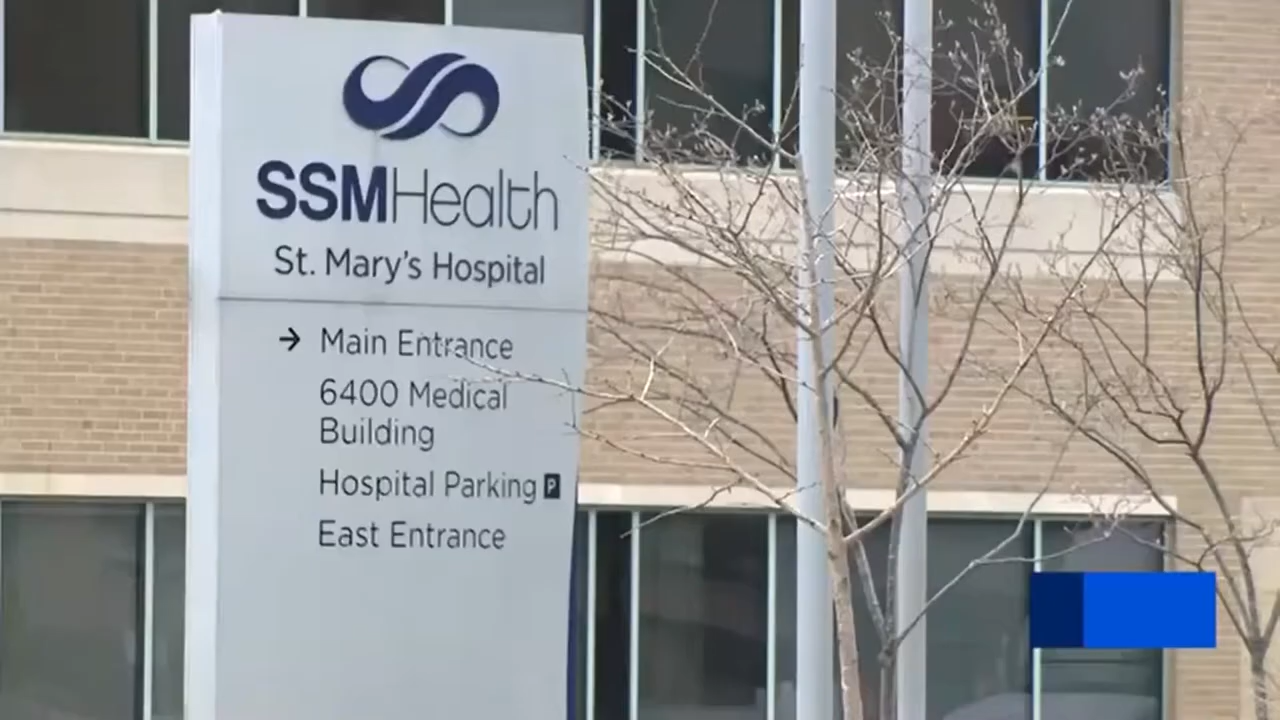 SSMHealth
St. Mary's Hospital
→ Main Entrance
6400 Medical
Building
Hospital Parking P
East Entrance